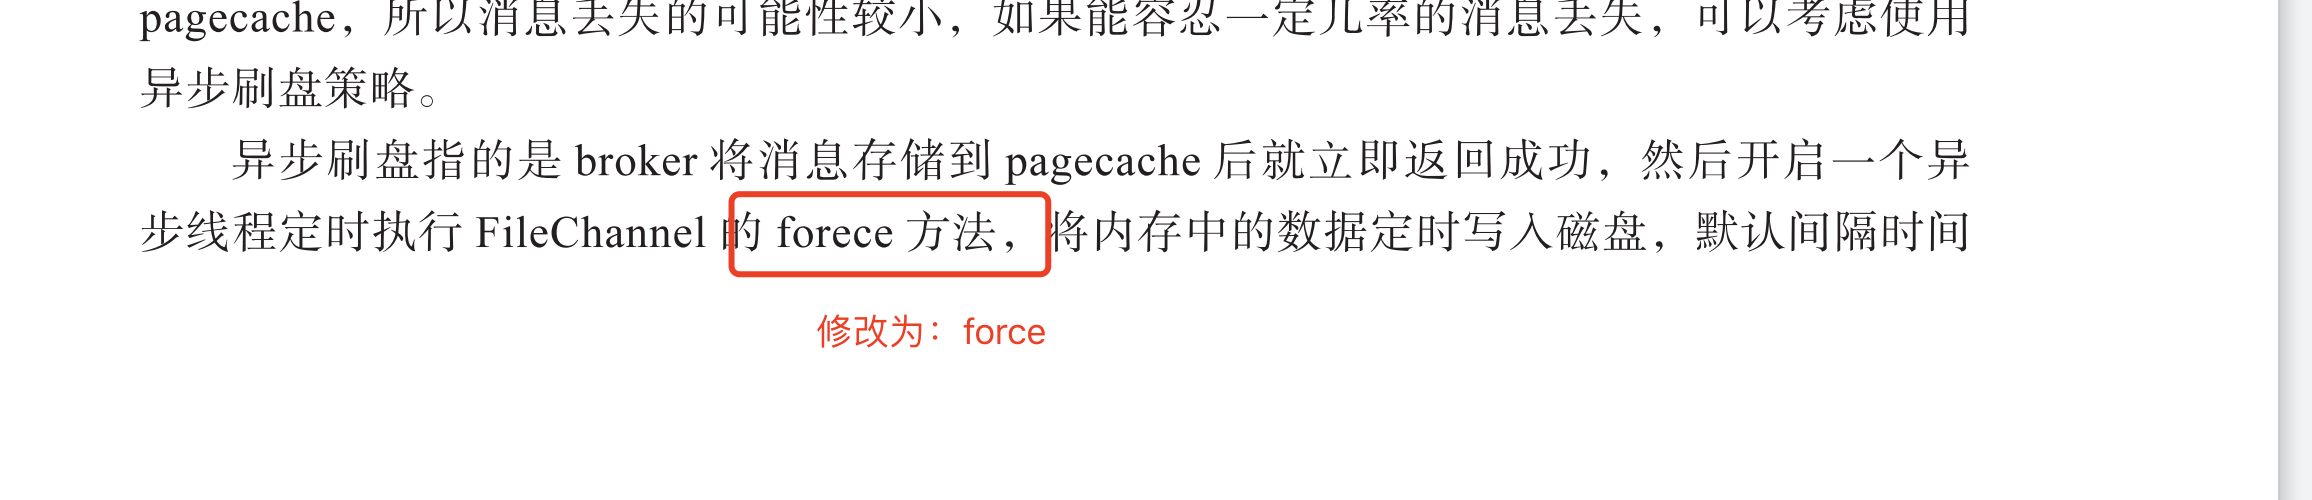 pagecache，所以消息丢失的可能性较小，如果能容忍一定几率的消息丢失，可以考虑使用
异步刷盘策略。
异步刷盘指的是 broker 将消息存储到 pagecache 后就立即返回成功，然后开启一个异
步线程定时执行 FileChannel 的 forece 方法，将内存中的数据定时写入磁盘，默认间隔时间
修改为：force